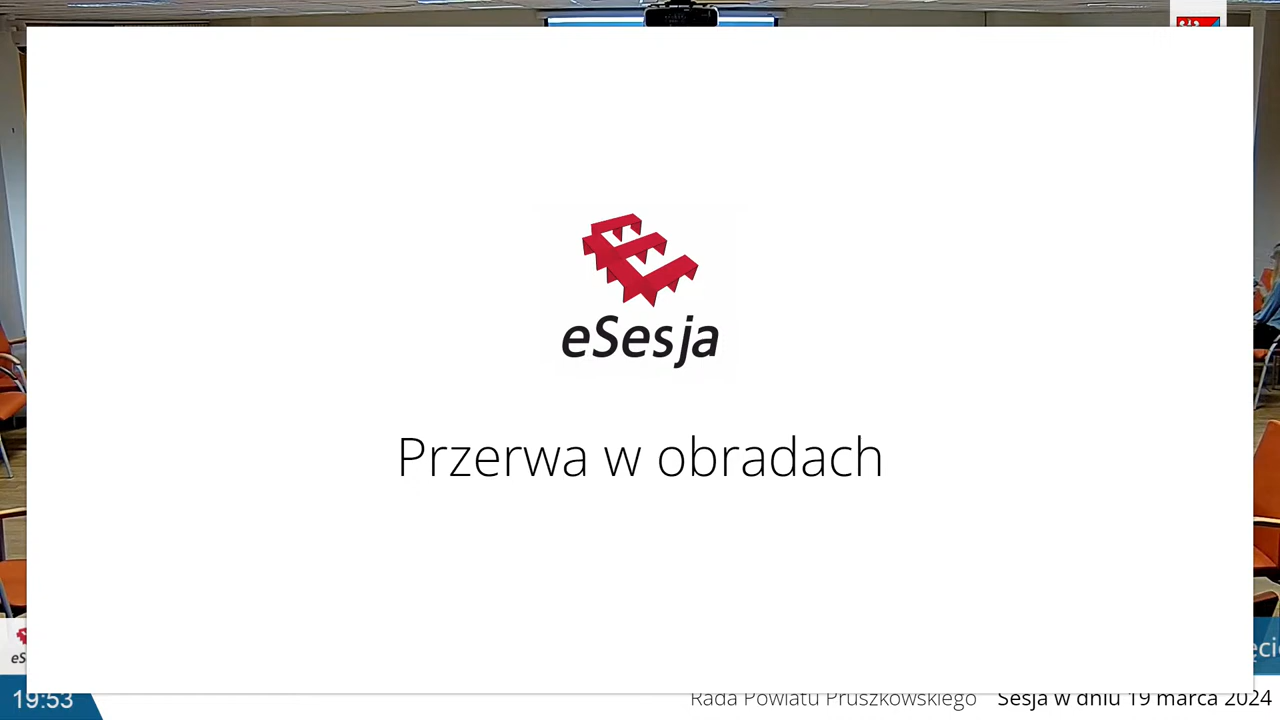 eSesja
Przerwa w obradach
19:53
Rada Powiatu Pruszkowskiego
Sesja w dniu 19 marca 2024